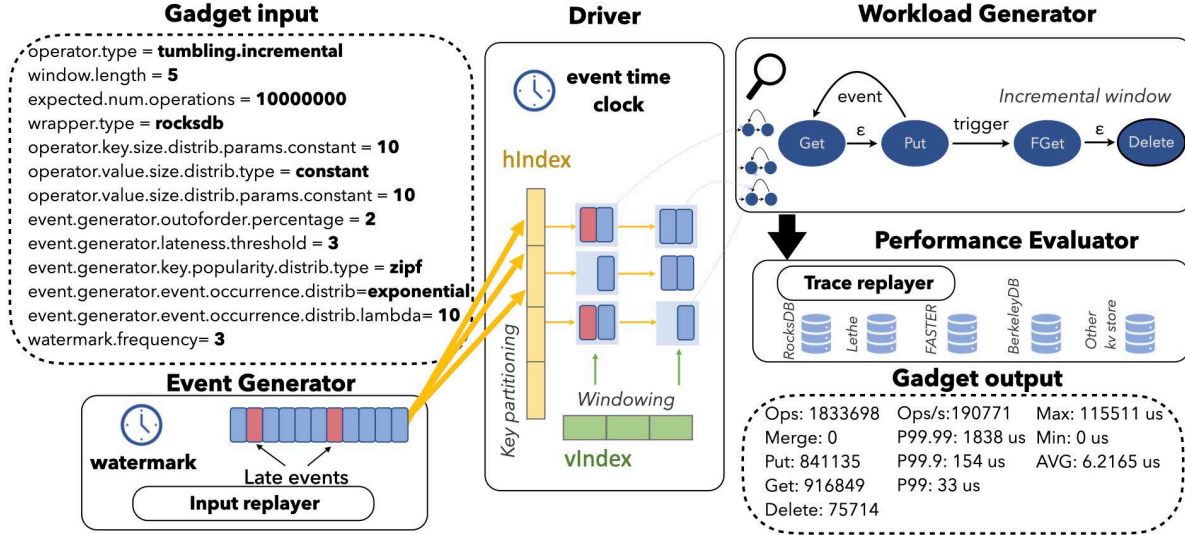 Gadget input
operator.type = tumbling.incremental
window.length = 5
expected.num.operations = 10000000
wrapper.type = rocksdb
operator.key.size.distrib.params.constant = 10
operator.value.size.distrib.type = constant
operator.value.size.distrib.params.constant = 10
event.generator.outoforder.percentage = 2
event.generator.lateness.threshold = 3
event.generator.key.popularity.distrib.type = zipf
event.generator.event.occurrence.distrib=exponential
event.generator.event.occurrence.distrib.lambda= 10
watermark.frequency= 3
Event Generator
watermark
Late events
Input replayer
Driver
event time
clock
hIndex
Key partitioning
Windowing
vIndex
Workload Generator
event
Incremental window
Get
ε
Put
trigger
FGet
ε
Delete
Performance Evaluator
Trace replayer
RocksDB
Lethe
FASTER
BerkeleyDB
Other
kv store
Gadget output
Ops: 1833698
Merge: 0
Put: 841135
Get: 916849
Delete: 75714
Ops/s:190771
P99.99: 1838 us
P99.9: 154 us
P99: 33 us
Max: 115511 us
Min: 0 us
AVG: 6.2165 us